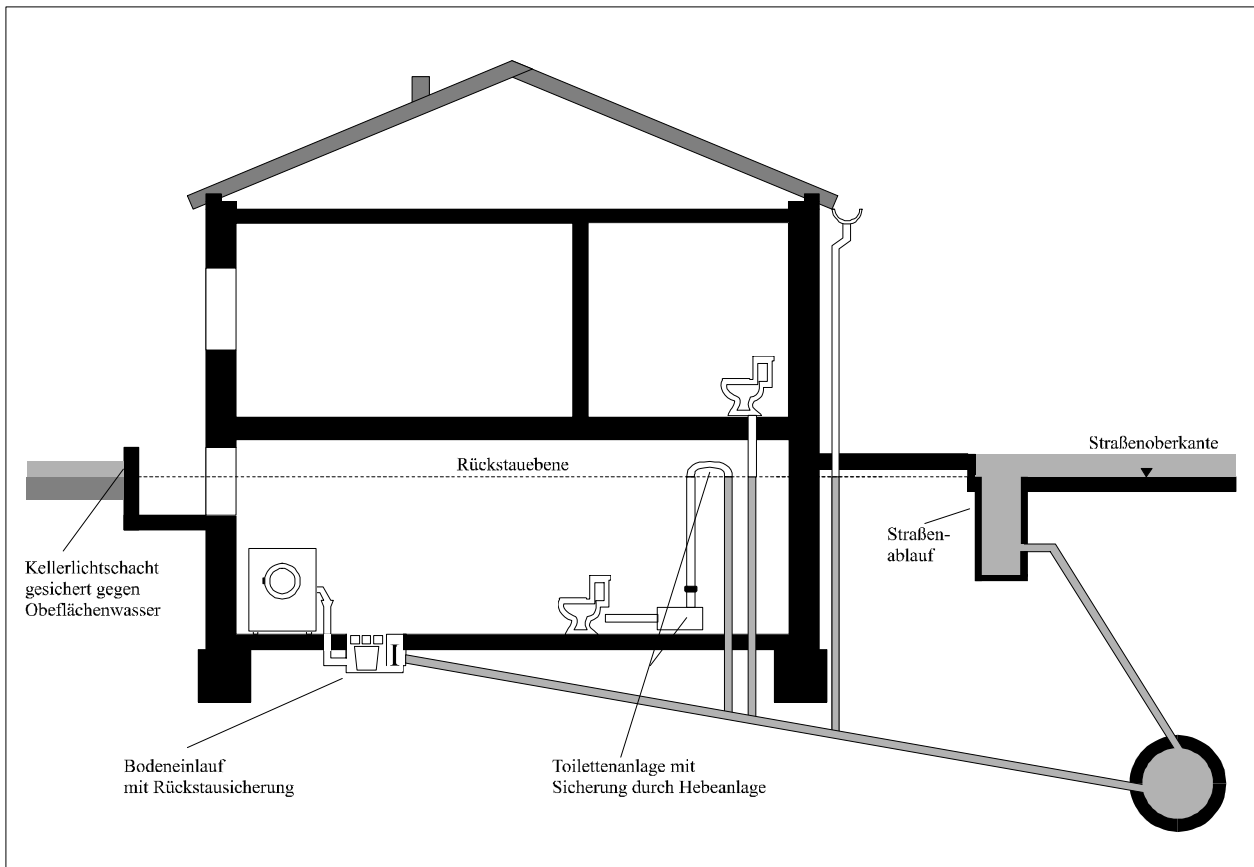 Straßenoberkante
Rückstauebene
Straßen-
ablauf
Kellerlichtschacht
gesichert gegen
Obeflächenwasser
Bodeneinlauf
mit Rückstausicherung
Toilettenanlage mit
Sicherung durch Hebeanlage